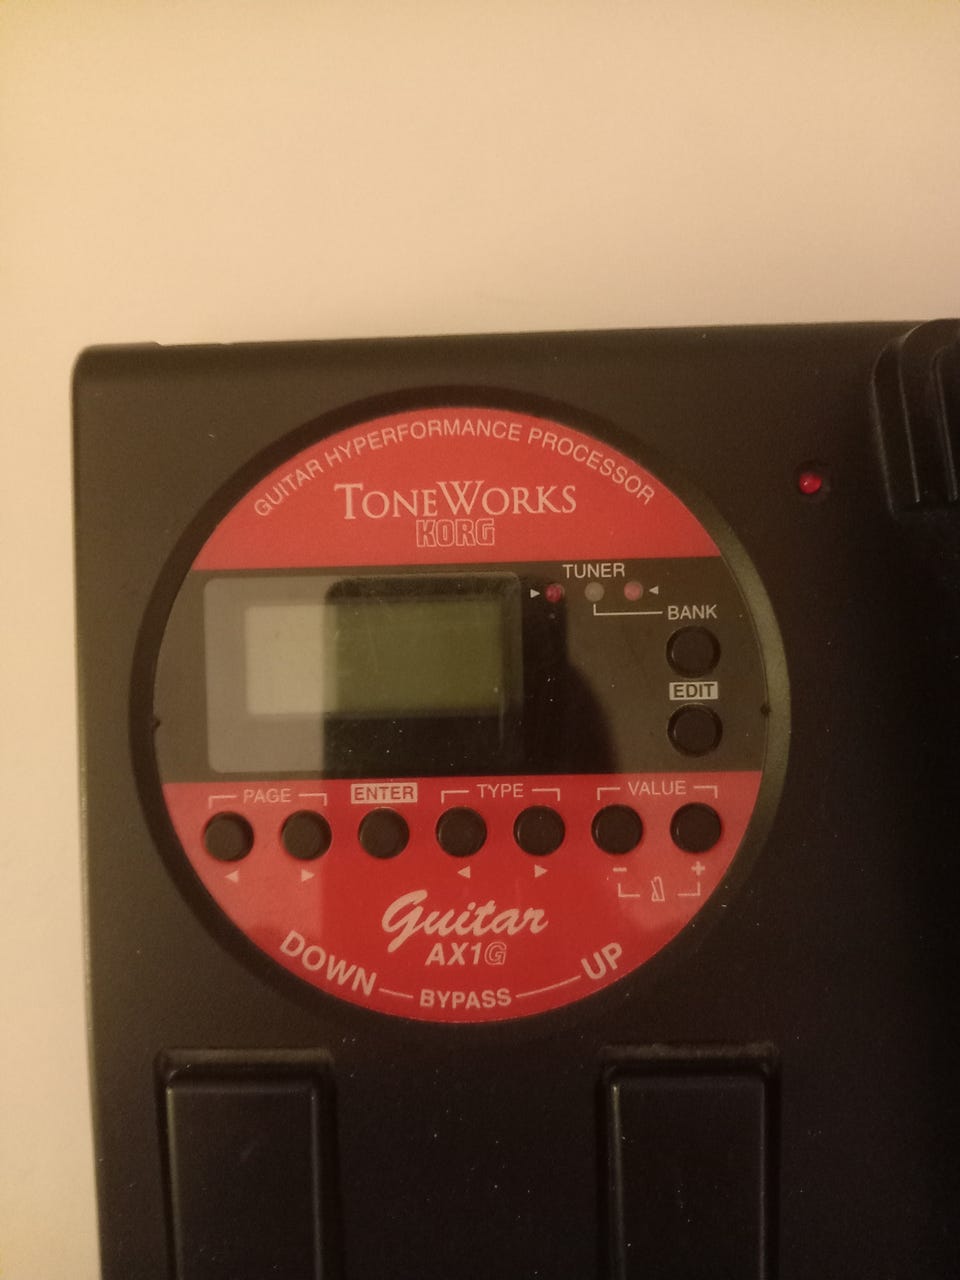 GUITAR HYPERFORMANCE PROCESSOR
TONEWORKS
KORG
TUNER
BANK
EDIT
PAGE ENTER TYPE VALUE
- +
Guitar
AX1G
DOWN BYPASS UP